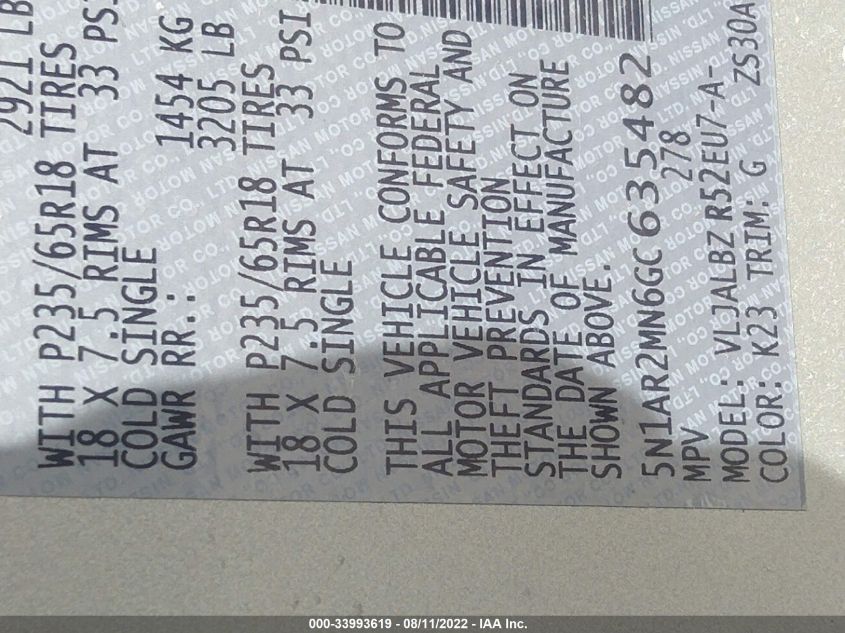 2921 LB
WITH P235/65R18 TIRES
18 X 7.5 RIMS AT 33 PSI
COLD SINGLE
GAWR RR.: 1454 KG
3205 LB
WITH P235/65R18 TIRES
18 X 7.5 RIMS AT 33 PSI
COLD SINGLE
THIS VEHICLE CONFORMS TO
ALL APPLICABLE FEDERAL
MOTOR VEHICLE SAFETY AND
THEFT PREVENTION
STANDARDS IN EFFECT ON
THE DATE OF MANUFACTURE
SHOWN ABOVE.
5N1AR2MN6GC635482
MPV 278
MODEL: VLJALBZ R52EU7-A-
COLOR: K23 TRIM: G ZS30A
000-33993619 - 08/11/2022 - IAA Inc.